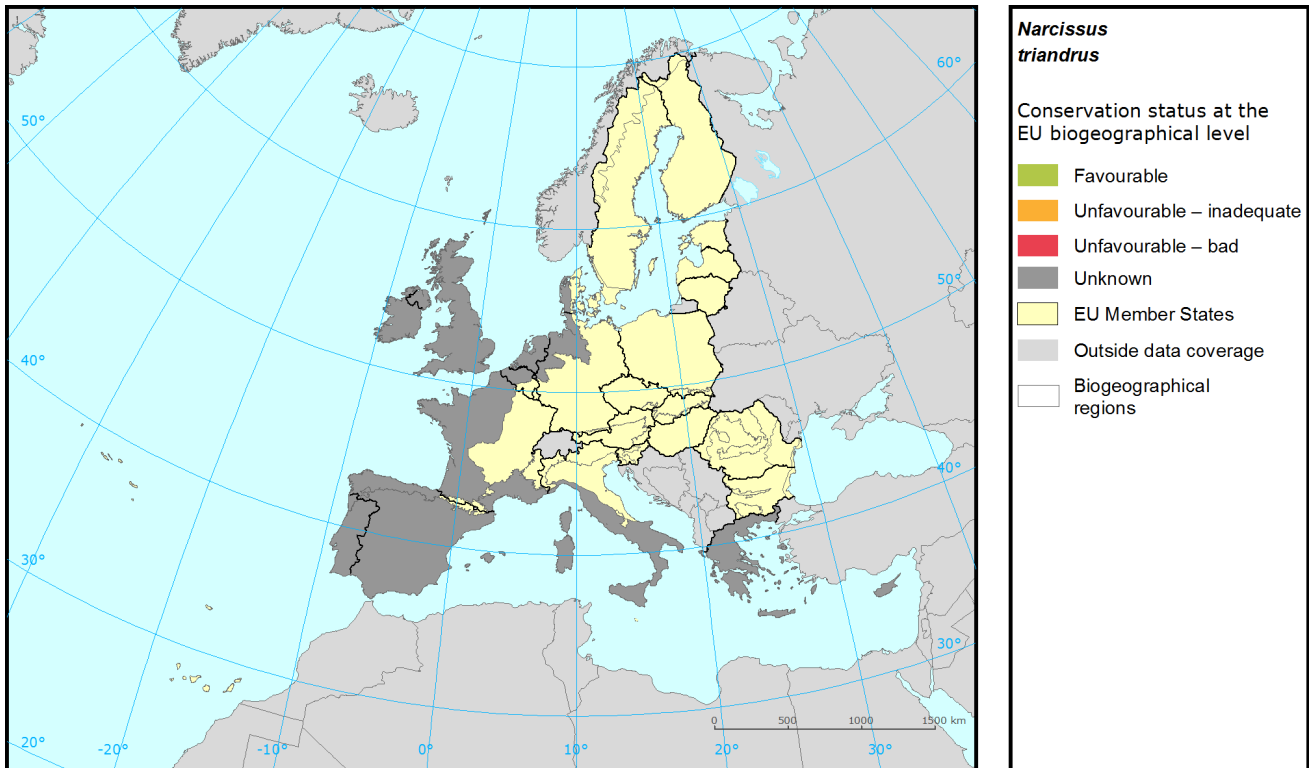 Narcissus
triandrus
Conservation status at the
EU biogeographical level
Favourable
Unfavourable – inadequate
Unfavourable – bad
Unknown
EU Member States
Outside data coverage
Biogeographical
regions
60°
50°
50°
40°
40°
30°
30°
0 500 1000 1500 km
20° -20° -10° 0° 10° 20° 30°